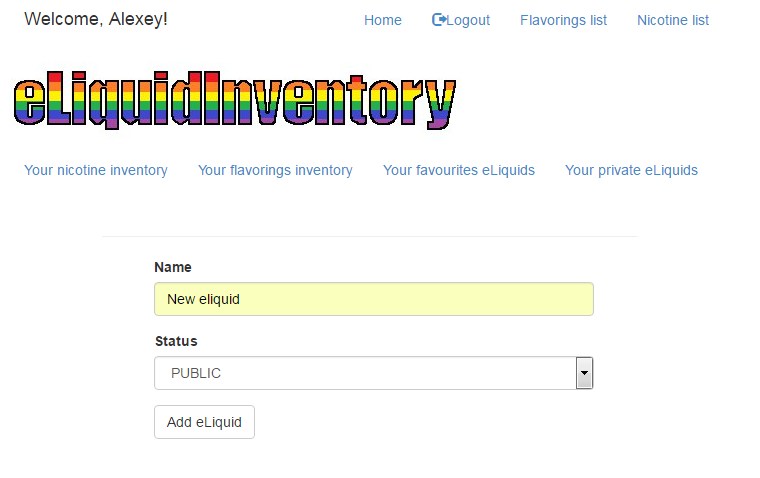 Welcome, Alexey! Home Logout Flavorings list Nicotine list
eLiquidInventory
Your nicotine inventory Your flavorings inventory Your favourites eLiquids Your private eLiquids
Name
New eliquid
Status
PUBLIC
Add eLiquid